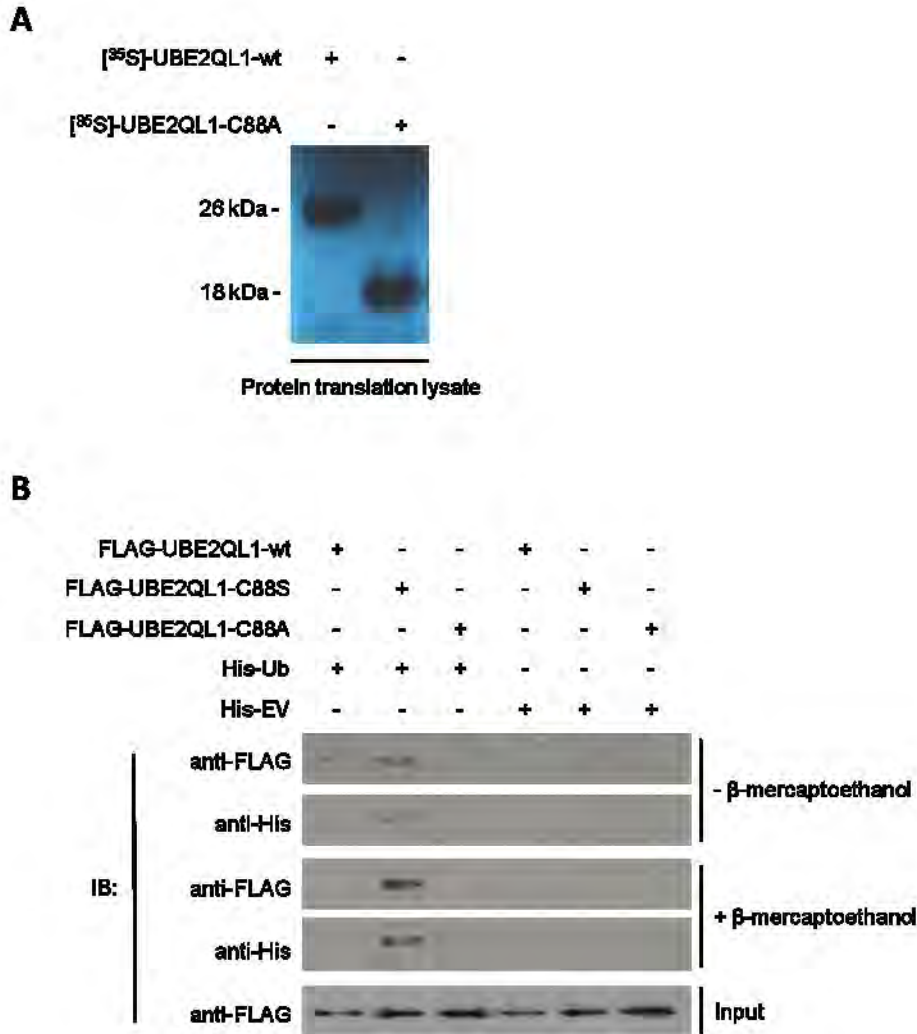 A
[³⁵S]-UBE2QL1-wt + -
[³⁵S]-UBE2QL1-C88A - +
26 kDa -
18 kDa -
Protein translation lysate
B
FLAG-UBE2QL1-wt + - - + - -
FLAG-UBE2QL1-C88S - + - - + -
FLAG-UBE2QL1-C88A - - + - - +
His-Ub + + + - - -
His-EV - - - + + +
anti-FLAG
- β-mercaptoethanol
anti-His
IB:
anti-FLAG
+ β-mercaptoethanol
anti-His
anti-FLAG Input